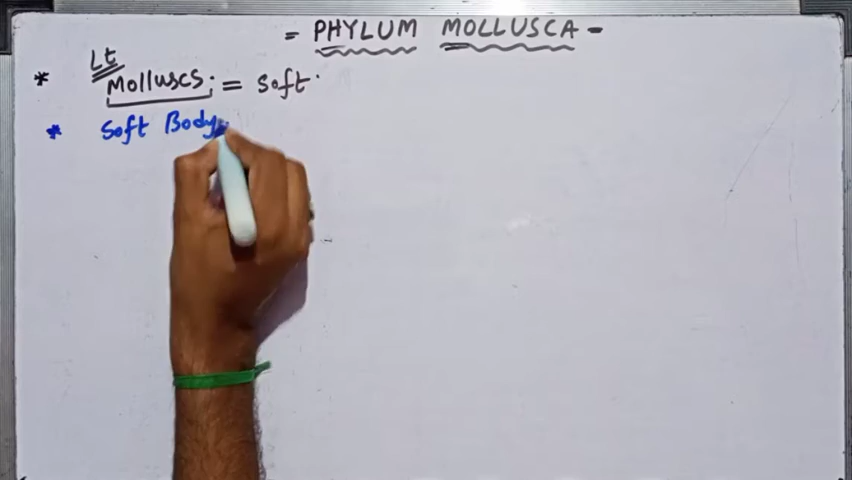 = PHYLUM MOLLUSCA -
Lt
* Molluscs. = Soft.
* Soft Body